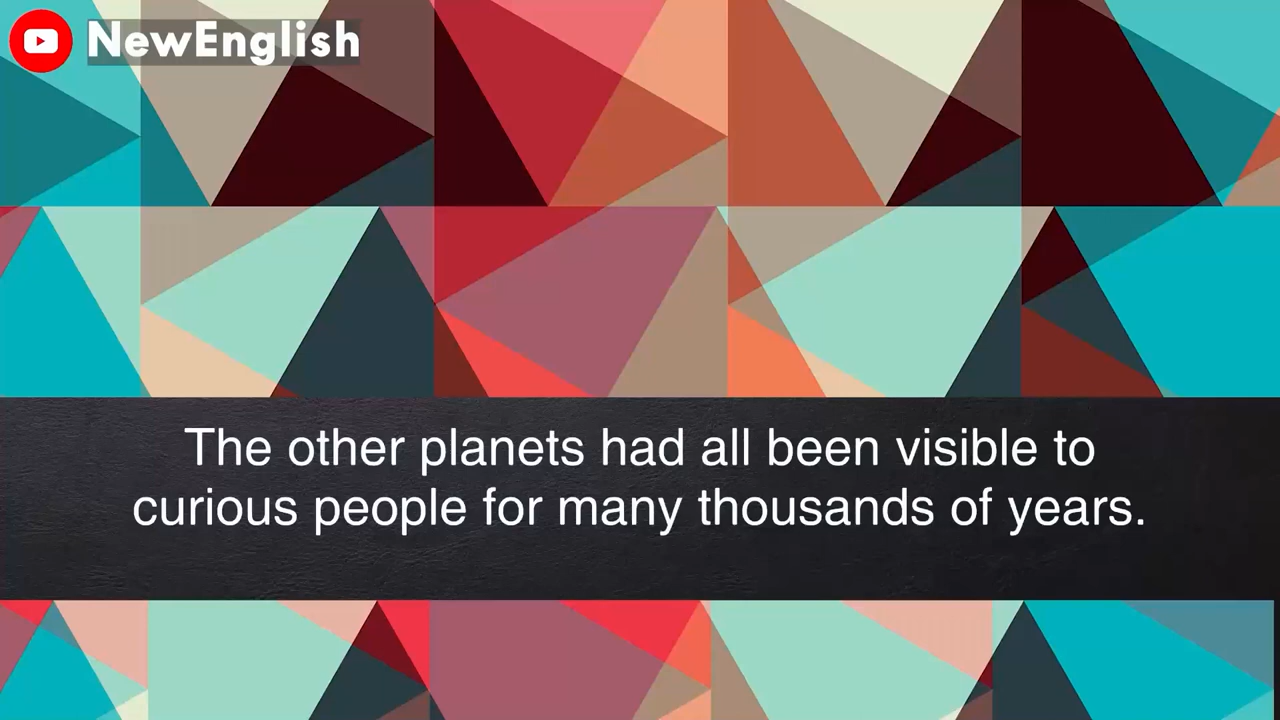 NewEnglish
The other planets had all been visible to
curious people for many thousands of years.